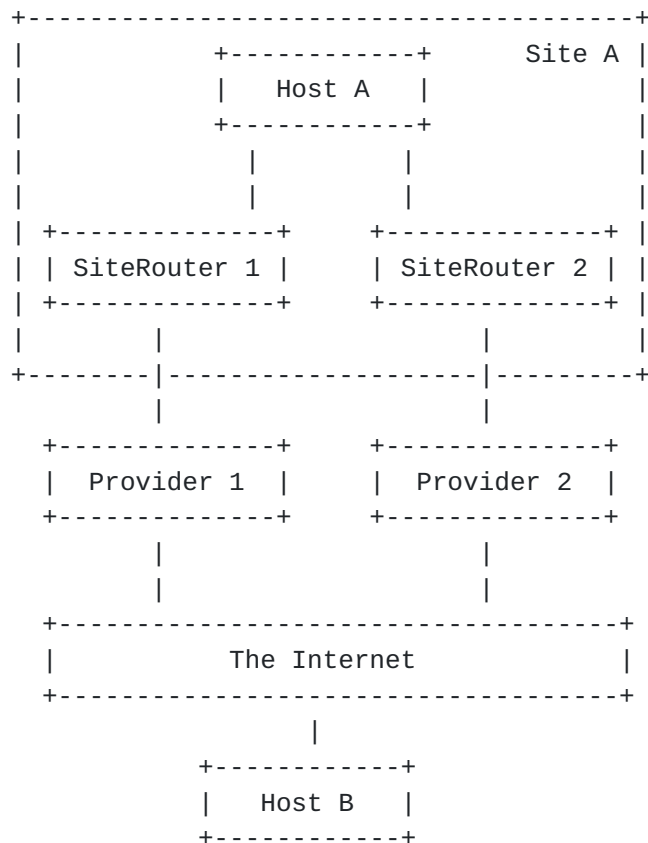 Site A
Host A
SiteRouter 1 SiteRouter 2
Provider 1 Provider 2
The Internet
Host B